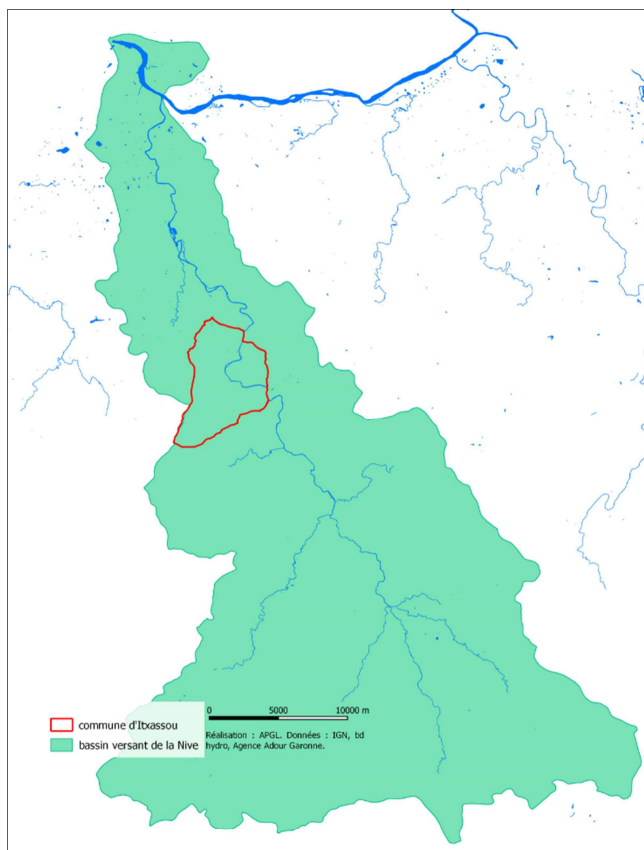 0 5000 10000 m
commune d'Itxassou
bassin versant de la Nive
Réalisation : APGL. Données : IGN, bd
hydro, Agence Adour Garonne.